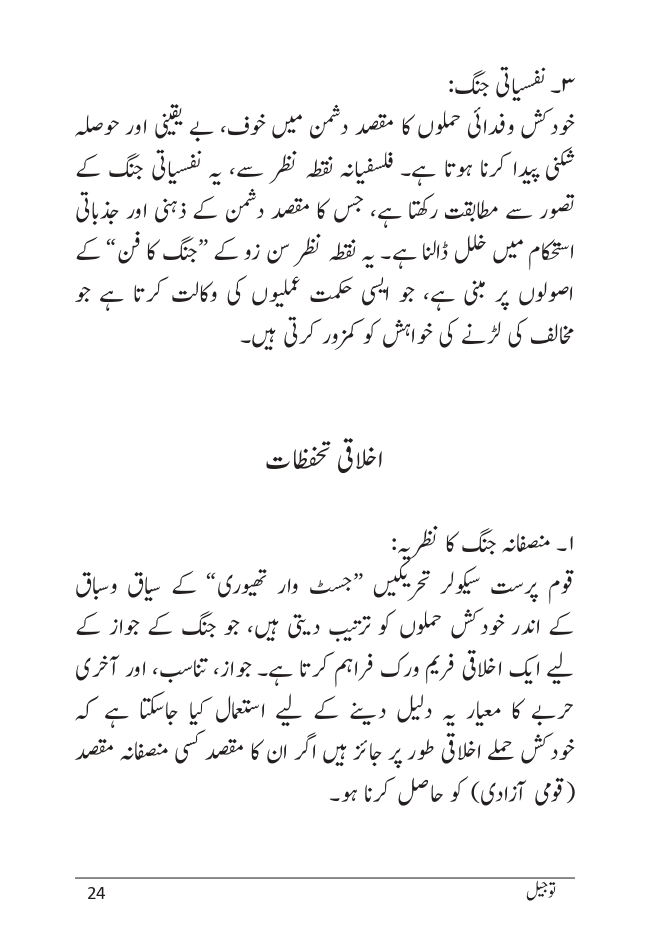 ۳۔ نفسیاتی جنگ:
خودکش وفدائی حملوں کا مقصد دشمن میں خوف، بے یقینی اور حوصلہ
شکنی پیدا کرنا ہوتا ہے۔ فلسفیانہ نقطہ نظر سے، یہ نفسیاتی جنگ کے
تصور سے مطابقت رکھتا ہے، جس کا مقصد دشمن کے ذہنی اور جذباتی
استحکام میں خلل ڈالنا ہے۔ یہ نقطہ نظر سن زو کے ”جنگ کا فن“ کے
اصولوں پر مبنی ہے، جو ایسی حکمت عملیوں کی وکالت کرتا ہے جو
مخالف کی لڑنے کی خواہش کو کمزور کرتی ہیں۔
اخلاقی تحفظات
۱۔ منصفانہ جنگ کا نظریہ:
قوم پرست سیکولر تحریکیں ”جسٹ وار تھیوری“ کے سیاق وسباق
کے اندر خودکش حملوں کو ترتیب دیتی ہیں، جو جنگ کے جواز کے
لیے ایک اخلاقی فریم ورک فراہم کرتا ہے۔ جواز، تناسب، اور آخری
حربے کا معیار یہ دلیل دینے کے لیے استعمال کیا جاسکتا ہے کہ
خودکش حملے اخلاقی طور پر جائز ہیں اگر ان کا مقصد کسی منصفانہ مقصد
(قومی آزادی) کو حاصل کرنا ہو۔
توجیل
24